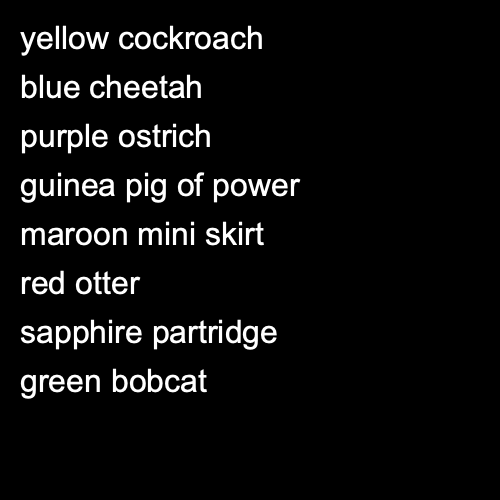 yellow cockroach
blue cheetah
purple ostrich
guinea pig of power
maroon mini skirt
red otter
sapphire partridge
green bobcat